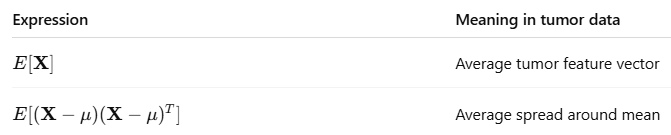 Expression Meaning in tumor data
E[X] Average tumor feature vector
E[(X − μ)(X − μ)^T] Average spread around mean